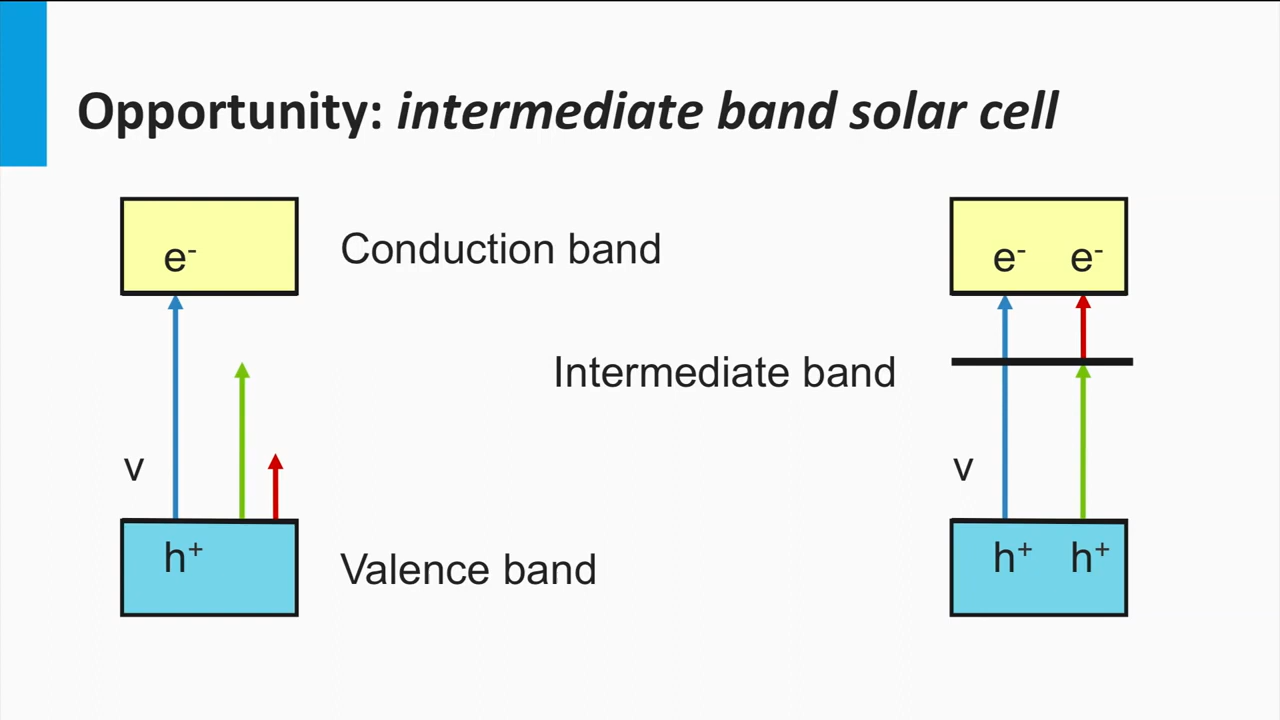 Opportunity: intermediate band solar cell
e-
Conduction band
e- e-
Intermediate band
v
v
h+
Valence band
h+ h+